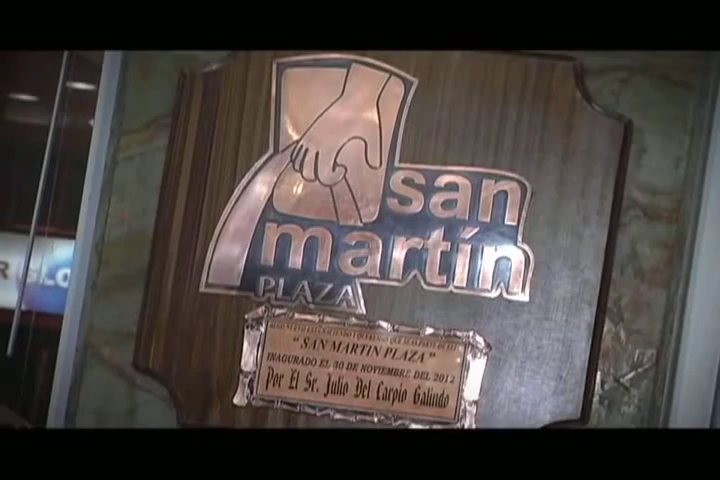 san
martín
PLAZA
" SAN MARTIN PLAZA "
INAGURADO EL 30 DE NOVIEMBRE DEL 2012
Por El Sr. Julio Del Carpio Galindo